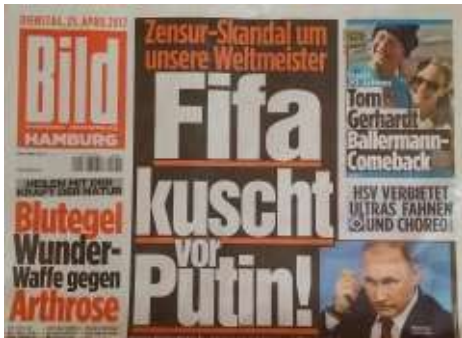 DIENSTAG, 25. APRIL 2017
Bild
HAMBURG
HEILEN MIT DER
KRAFT DER NATUR
Blutegel
Wunder-
Waffe gegen
Arthrose
Zensur-Skandal um
unsere Weltmeister
Fifa
kuscht
vor
Putin!
Tom
Gerhardt
Ballermann-
Comeback
HSV VERBIETET
ULTRAS FAHNEN
UND CHOREO